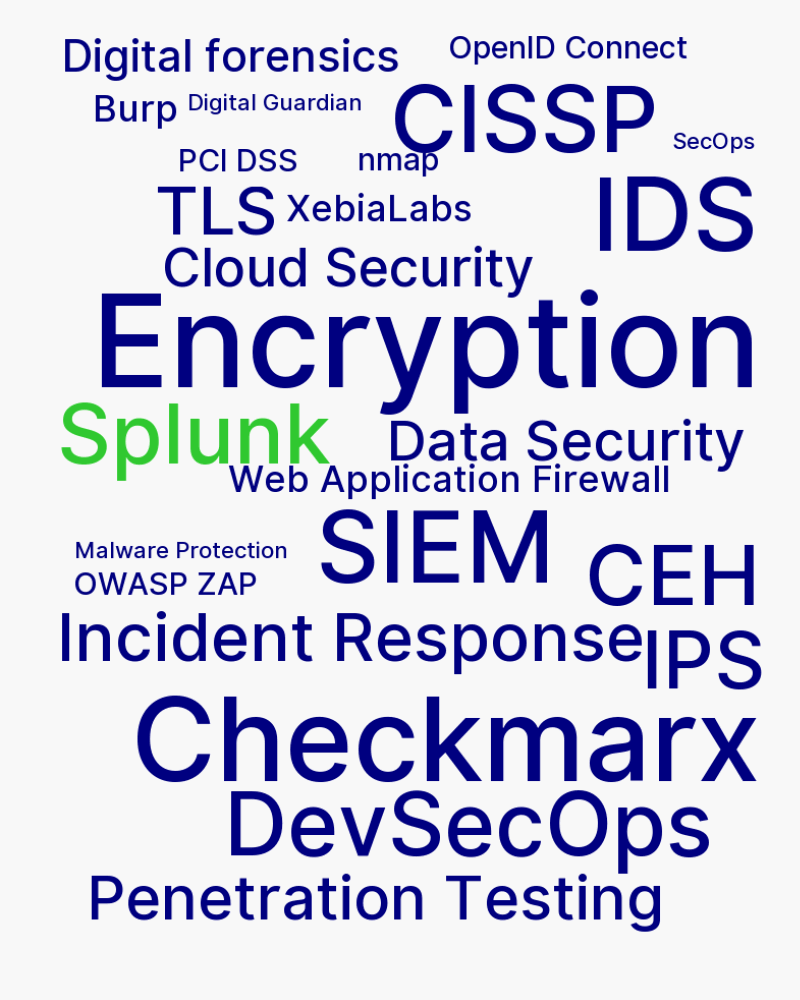 Digital forensics
OpenID Connect
Burp
Digital Guardian
CISSP
SecOps
PCI DSS
nmap
TLS
XebiaLabs
IDS
Cloud Security
Encryption
Splunk
Data Security
Web Application Firewall
SIEM
Malware Protection
CEH
OWASP ZAP
Incident Response
IPS
Checkmarx
DevSecOps
Penetration Testing